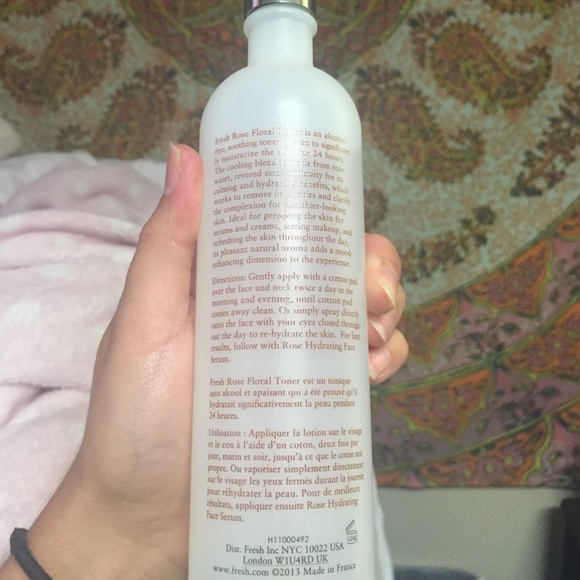 Fresh Rose Floral Toner is an alcohol-
free, soothing toner to significant-
ly moisturize the for 24 hours.
The cooling blend is made from rose-
water, revered since antiquity for its
calming and hydrating benefits, which
works to remove impurities and clarify
the complexion for healthier-looking
skin. Ideal for prepping the skin for
serums and creams, setting makeup, and
refreshing the skin throughout the day,
its pleasant natural aroma adds a mood-
enhancing dimension to the experience.
Directions: Gently apply with a cotton pad
over the face and neck twice a day in the
morning and evening, until cotton pad
comes away clean. Or simply spray directly
onto the face with your eyes closed through-
out the day to re-hydrate the skin. For best
results, follow with Rose Hydrating Face
Serum.
Fresh Rose Floral Toner est un tonique
sans alcool et apaisant qui a été prouvé qu'il
hydratait significativement la peau pendant
24 heures.
Utilisation : Appliquer la lotion sur le visage
et le cou à l'aide d'un coton, deux fois par
jour, matin et soir, jusqu'à ce que le coton soit
propre. Ou vaporiser simplement directement
sur le visage les yeux fermés durant la journée
pour réhydrater la peau. Pour de meilleurs
résultats, appliquer ensuite Rose Hydrating
Face Serum.
H11000492
Dist. Fresh Inc NYC 10022 USA
London W1U4RD UK
www.fresh.com ©2013 Made in France